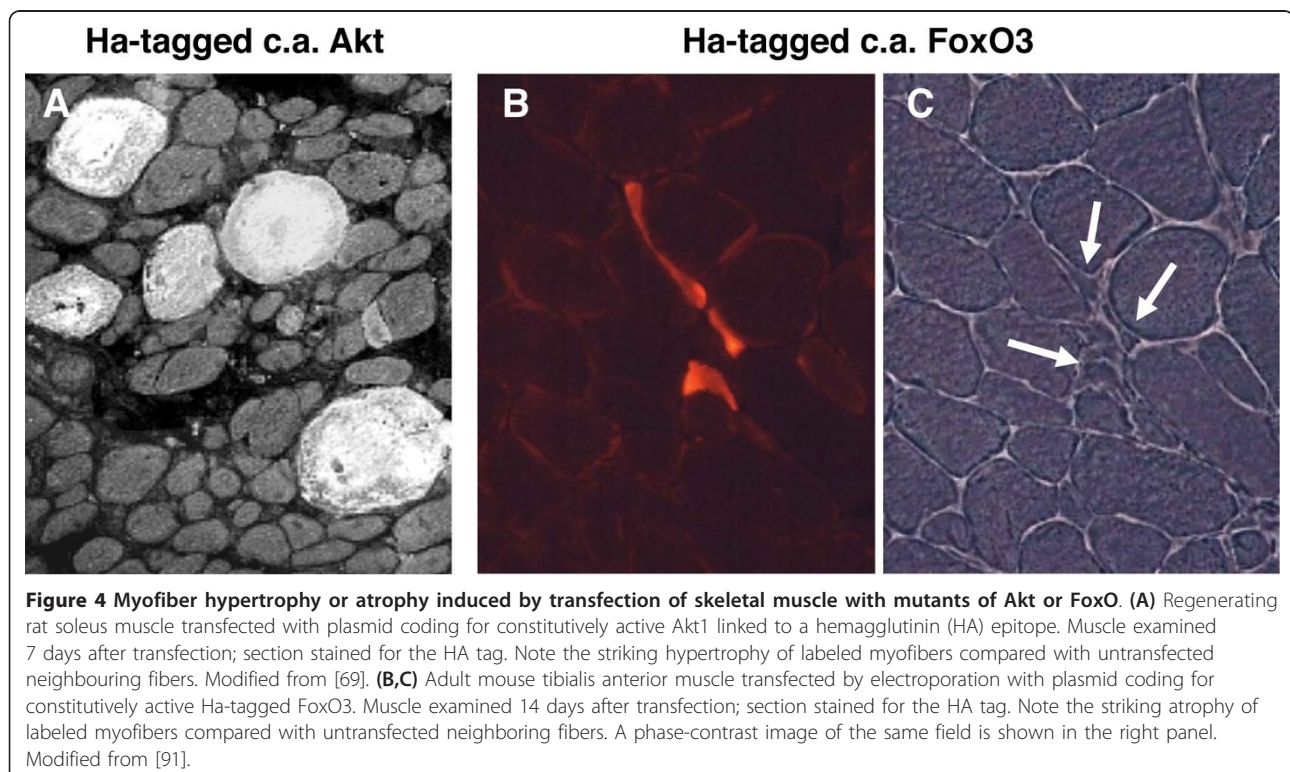 Ha-tagged c.a. Akt
Ha-tagged c.a. FoxO3
A
B
C
Figure 4 Myofiber hypertrophy or atrophy induced by transfection of skeletal muscle with mutants of Akt or FoxO. (A) Regenerating
rat soleus muscle transfected with plasmid coding for constitutively active Akt1 linked to a hemagglutinin (HA) epitope. Muscle examined
7 days after transfection; section stained for the HA tag. Note the striking hypertrophy of labeled myofibers compared with untransfected
neighbouring fibers. Modified from [69]. (B,C) Adult mouse tibialis anterior muscle transfected by electroporation with plasmid coding for
constitutively active Ha-tagged FoxO3. Muscle examined 14 days after transfection; section stained for the HA tag. Note the striking atrophy of
labeled myofibers compared with untransfected neighboring fibers. A phase-contrast image of the same field is shown in the right panel.
Modified from [91].